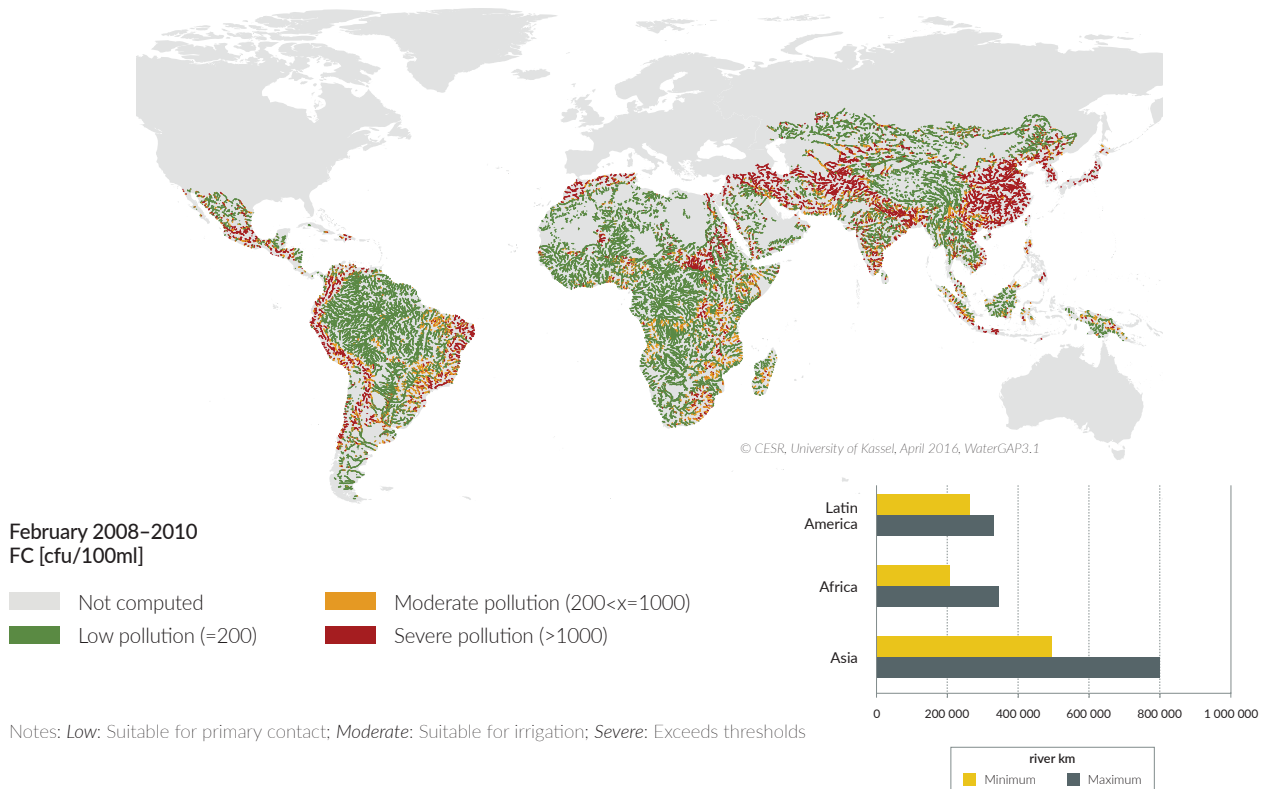 © CESR, University of Kassel, April 2016, WaterGAP3.1
February 2008–2010
FC [cfu/100ml]
Not computed
Low pollution (=200)
Moderate pollution (200<x=1000)
Severe pollution (>1000)
Notes: Low: Suitable for primary contact; Moderate: Suitable for irrigation; Severe: Exceeds thresholds
Latin
America
Africa
Asia
0 200 000 400 000 600 000 800 000 1 000 000
river km
Minimum Maximum